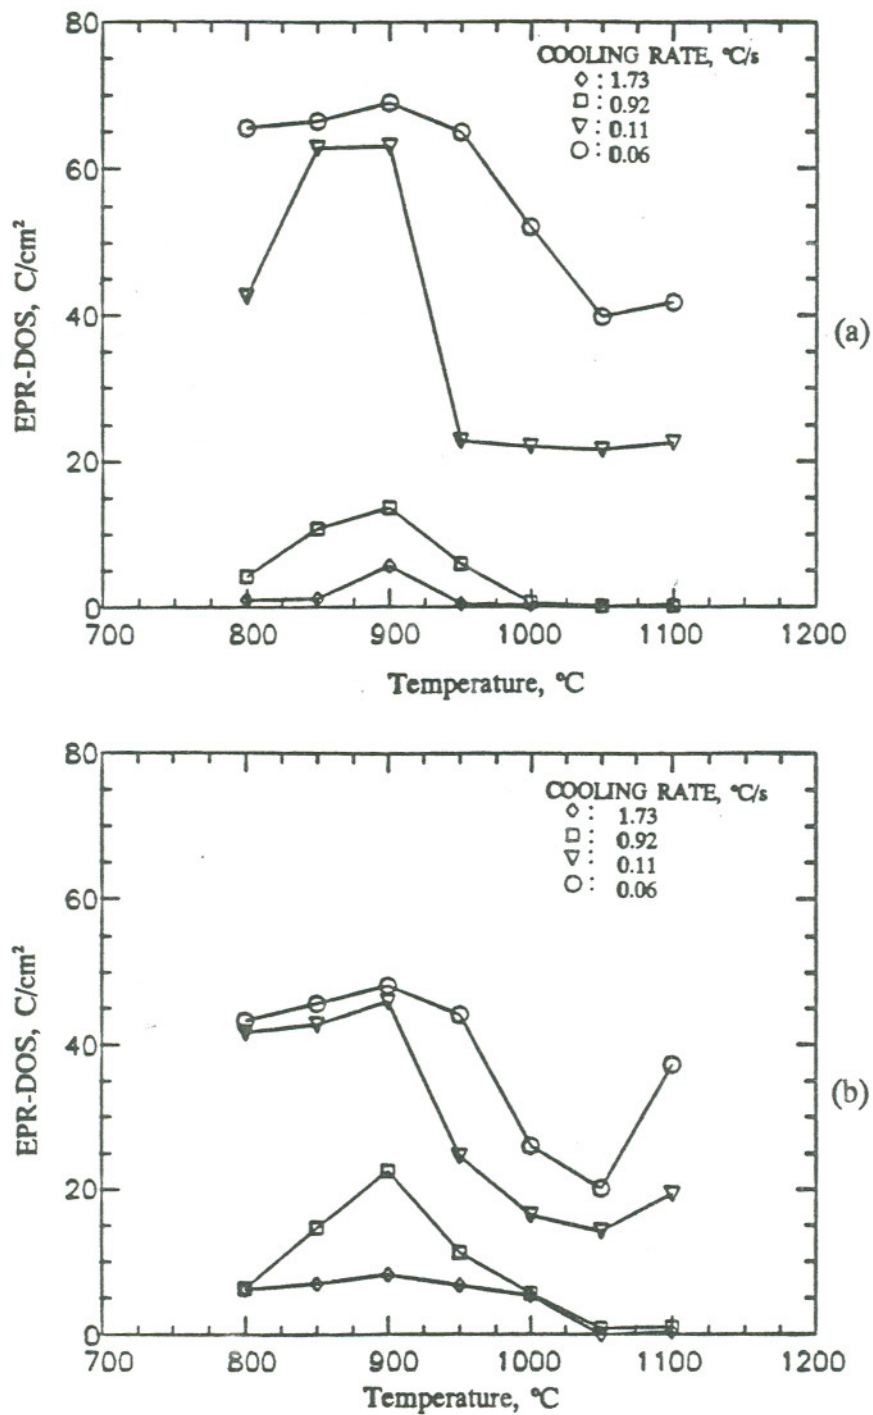 80
60
40
20
0
EPR-DOS, C/cm²
COOLING RATE, °C/s
◇ : 1.73
□ : 0.92
▽ : 0.11
○ : 0.06
(a)
700 800 900 1000 1100 1200
Temperature, °C
80
60
40
20
0
EPR-DOS, C/cm²
COOLING RATE, °C/s
◇ : 1.73
□ : 0.92
▽ : 0.11
○ : 0.06
(b)
700 800 900 1000 1100 1200
Temperature, °C